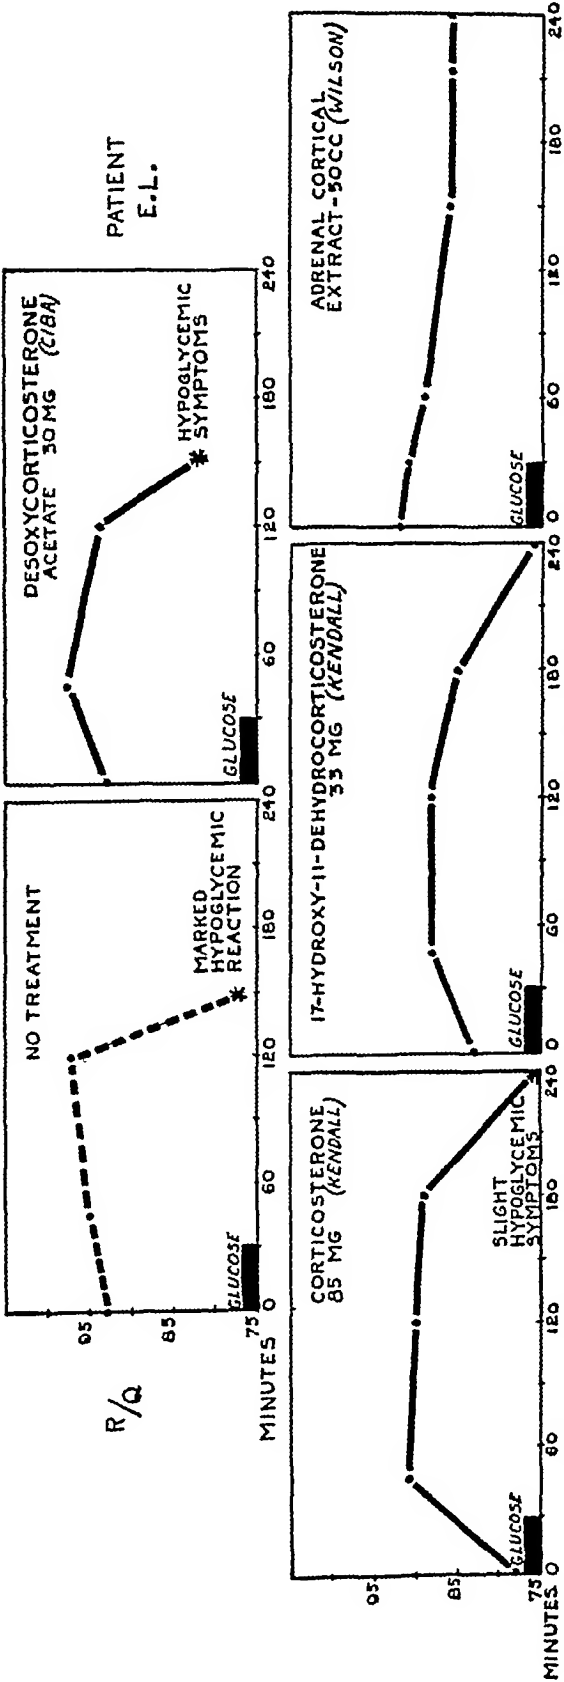 R/Q
NO TREATMENT
MARKED
HYPOGLYCEMIC
REACTION
GLUCOSE
95
85
75
MINUTES
0
60
120
180
240
DESOXYCORTICOSTERONE
ACETATE 30 MG (CIBA)
HYPOGLYCEMIC
SYMPTOMS
GLUCOSE
60
120
180
240
PATIENT
E.L.
CORTICOSTERONE
85 MG (KENDALL)
SLIGHT
HYPOGLYCEMIC
SYMPTOMS
GLUCOSE
95
85
75
MINUTES
0
60
120
180
240
17-HYDROXY-11-DEHYDROCORTICOSTERONE
33 MG (KENDALL)
GLUCOSE
0
60
120
180
240
ADRENAL CORTICAL
EXTRACT-50CC (WILSON)
GLUCOSE
0
60
120
180
240